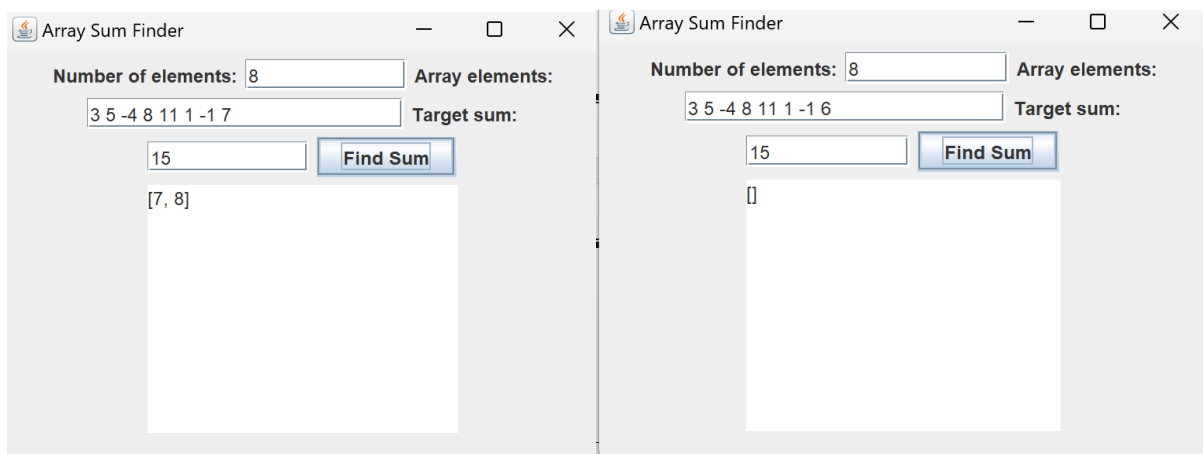 Array Sum Finder
Number of elements: 8 Array elements:
3 5 -4 8 11 1 -1 7 Target sum:
15 Find Sum
[7, 8]
Array Sum Finder
Number of elements: 8 Array elements:
3 5 -4 8 11 1 -1 6 Target sum:
15 Find Sum
[]